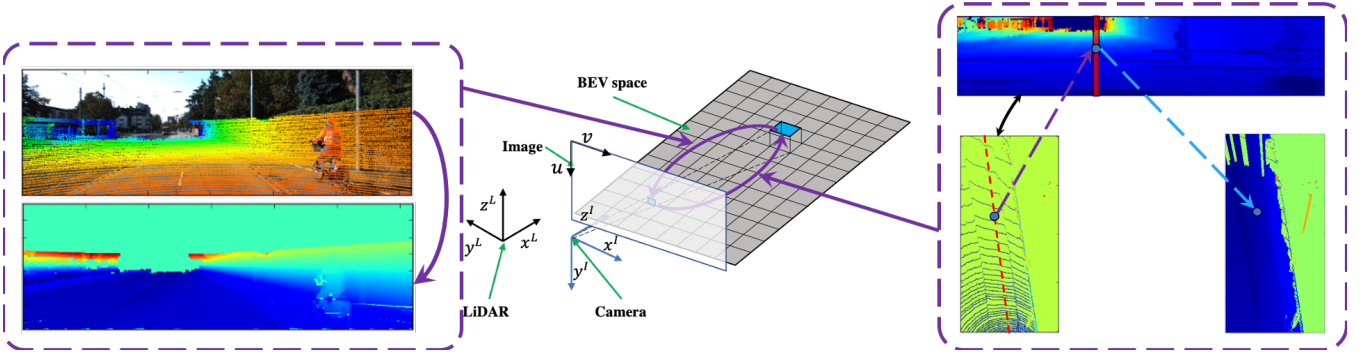 BEV space
Image
v
u
z^L
y^L
x^L
z^I
x^I
y^I
LiDAR
Camera